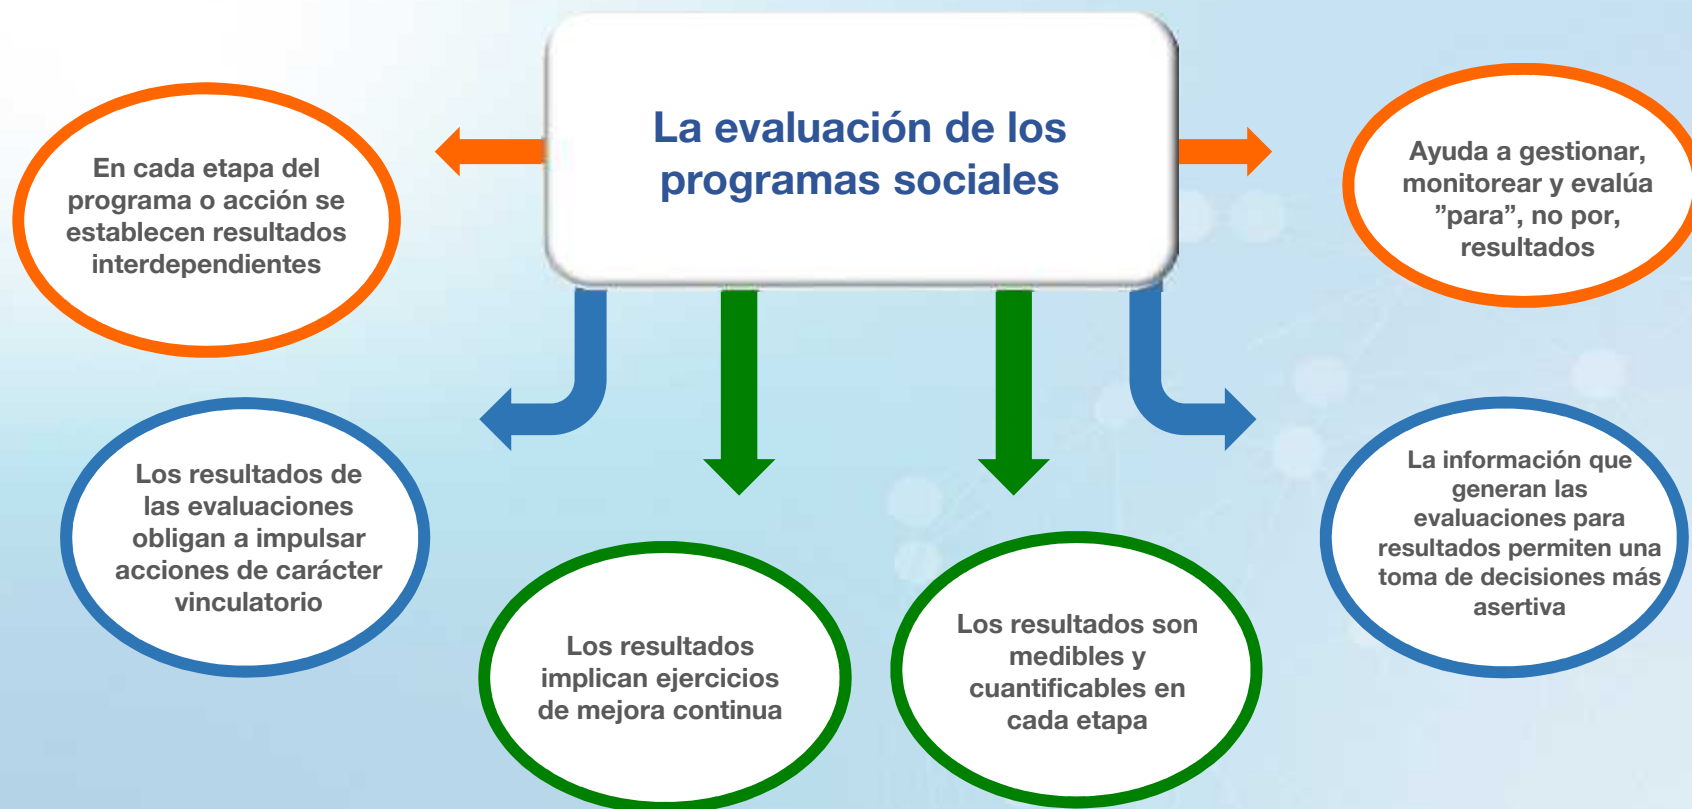 La evaluación de los
programas sociales
En cada etapa del
programa o acción se
establecen resultados
interdependientes
Ayuda a gestionar,
monitorear y evalúa
”para”, no por,
resultados
Los resultados de
las evaluaciones
obligan a impulsar
acciones de carácter
vinculatorio
Los resultados
implican ejercicios
de mejora continua
Los resultados son
medibles y
cuantificables en
cada etapa
La información que
generan las
evaluaciones para
resultados permiten una
toma de decisiones más
asertiva